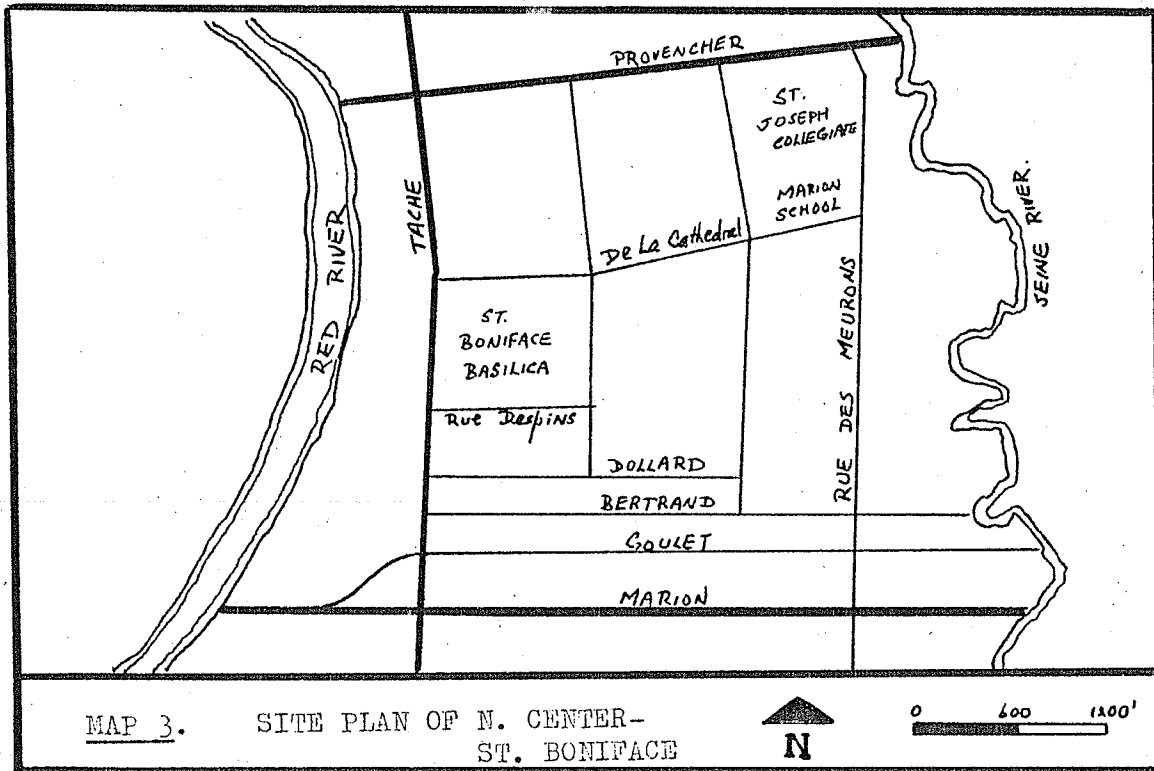 PROVENCHER
ST.
JOSEPH
COLLEGIATE
MARION
SCHOOL
TACHE
RED RIVER
De La Cathedral
SEINE RIVER.
RUE DES MEURONS
ST.
BONIFACE
BASILICA
Rue Despins
DOLLARD
BERTRAND
GOULET
MARION
MAP 3. SITE PLAN OF N. CENTER-
ST. BONIFACE
N
0 600 1200'